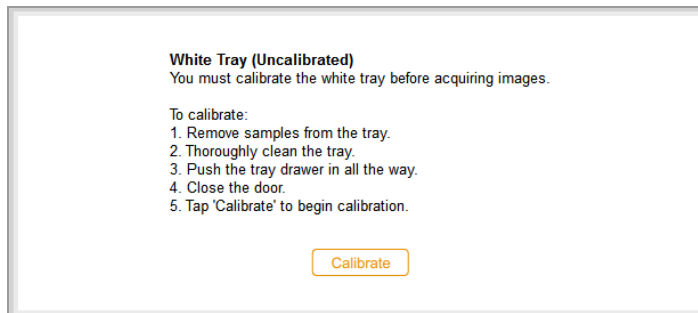 White Tray (Uncalibrated)
You must calibrate the white tray before acquiring images.
To calibrate:
1. Remove samples from the tray.
2. Thoroughly clean the tray.
3. Push the tray drawer in all the way.
4. Close the door.
5. Tap 'Calibrate' to begin calibration.
Calibrate